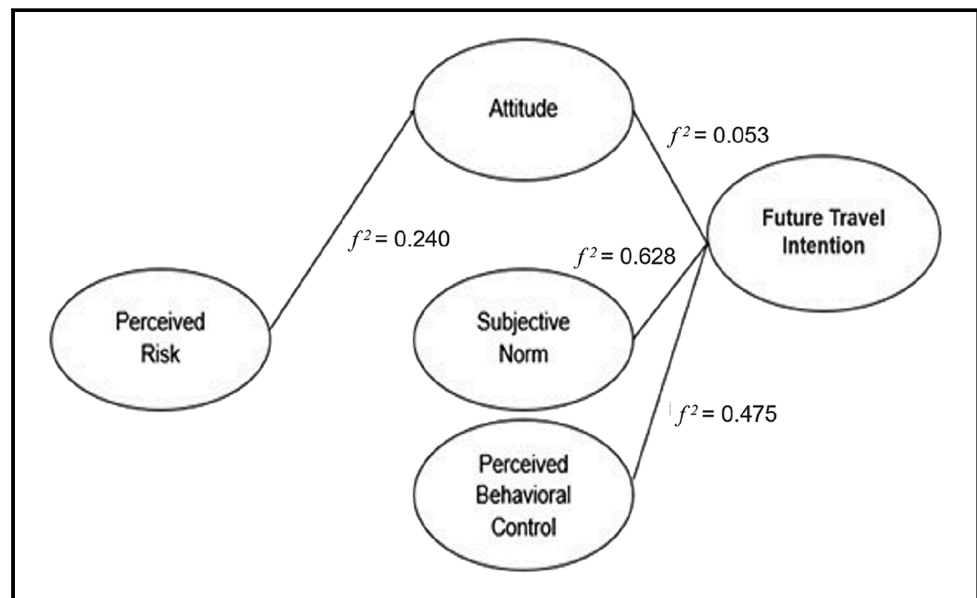 Attitude
f² = 0.053
Future Travel
Intention
f² = 0.240
f² = 0.628
Perceived
Risk
Subjective
Norm
f² = 0.475
Perceived
Behavioral
Control